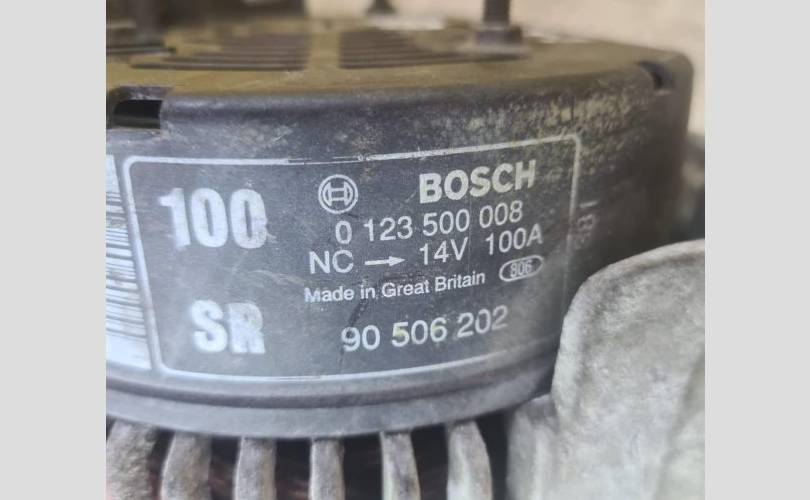 100
BOSCH
0 123 500 008
NC → 14V 100A
Made in Great Britain 806
SR
90 506 202